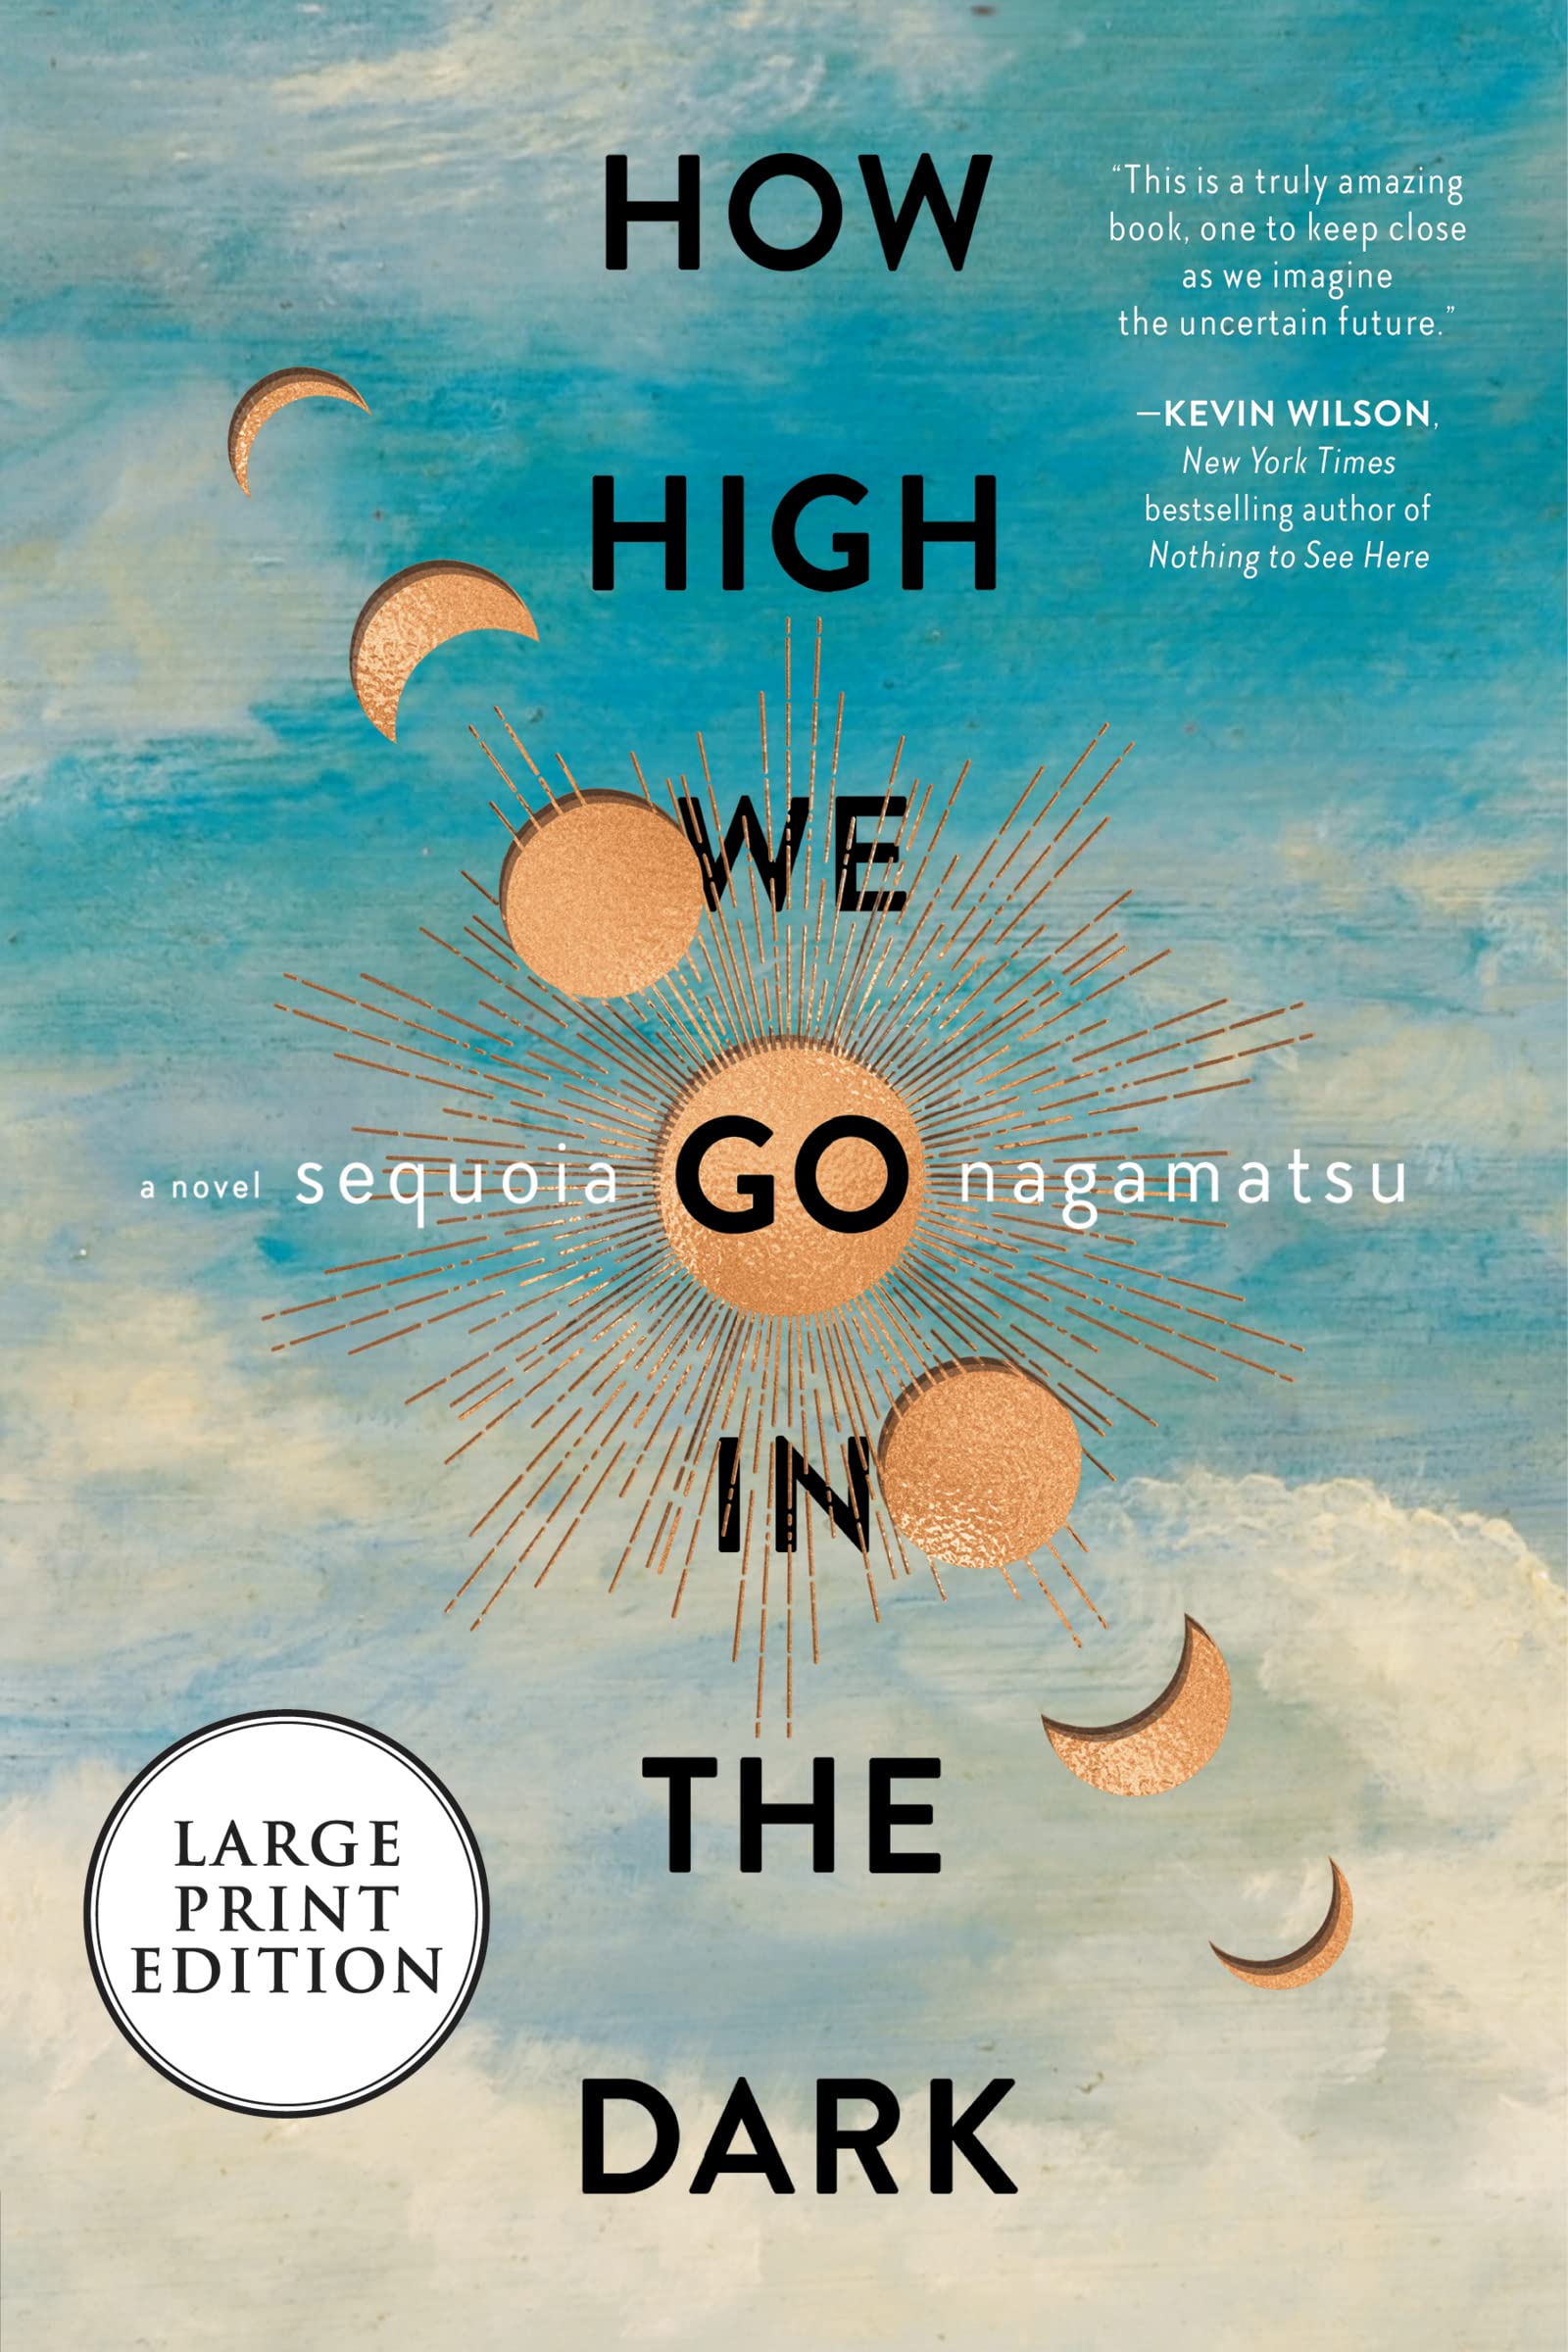 HOW
HIGH
WE
GO
IN
THE
DARK
“This is a truly amazing
book, one to keep close
as we imagine
the uncertain future.”
—KEVIN WILSON,
New York Times
bestselling author of
Nothing to See Here
a novel sequoia nagamatsu
LARGE
PRINT
EDITION